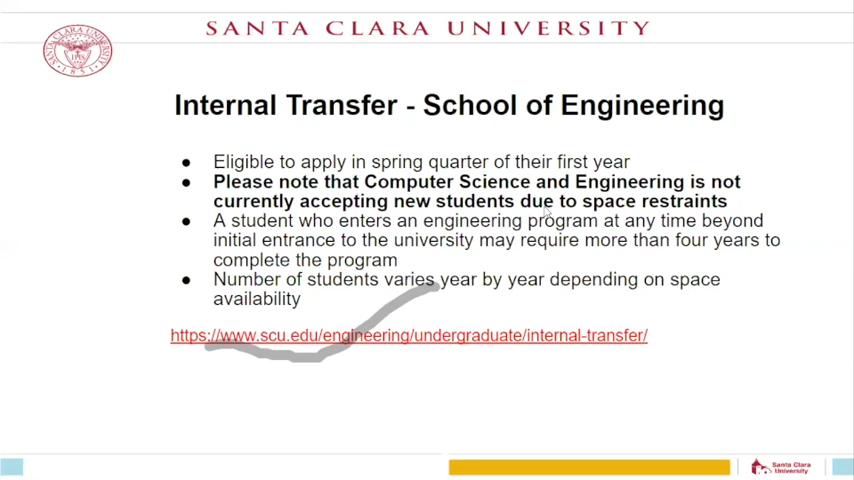 SANTA CLARA UNIVERSITY
SANTA CLARA UNIVERSITY
1851
Internal Transfer - School of Engineering
● Eligible to apply in spring quarter of their first year
● Please note that Computer Science and Engineering is not
currently accepting new students due to space restraints
● A student who enters an engineering program at any time beyond
initial entrance to the university may require more than four years to
complete the program
● Number of students varies year by year depending on space
availability
https://www.scu.edu/engineering/undergraduate/internal-transfer/
Santa Clara
University